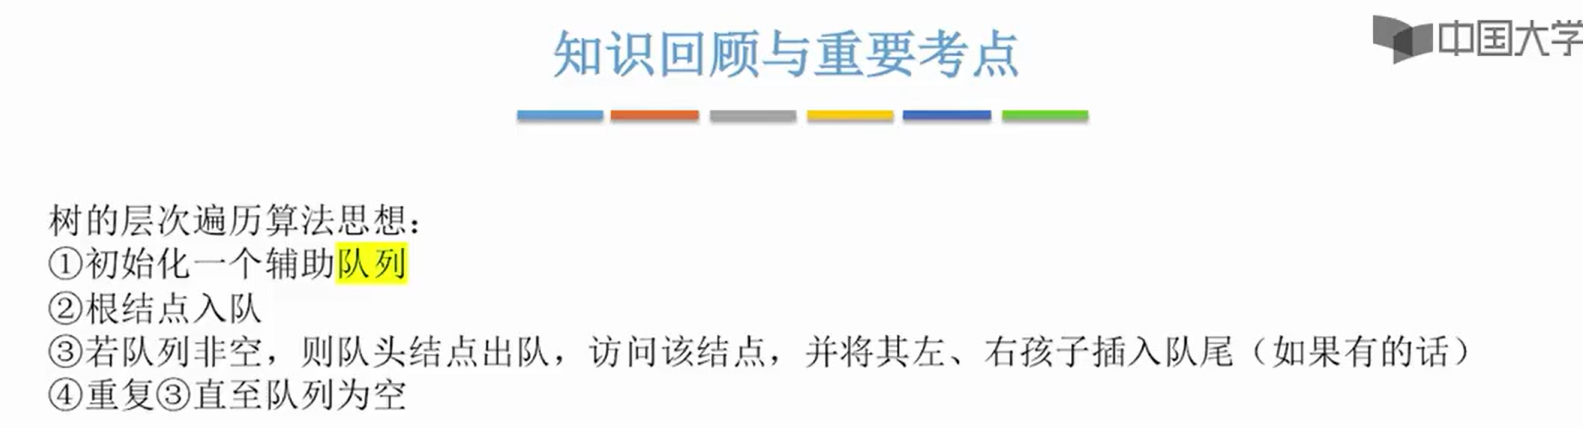 中国大学
知识回顾与重要考点
树的层次遍历算法思想：
①初始化一个辅助队列
②根结点入队
③若队列非空，则队头结点出队，访问该结点，并将其左、右孩子插入队尾（如果有的话）
④重复③直至队列为空